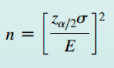 n = [ z_{α/2}σ / E ]²